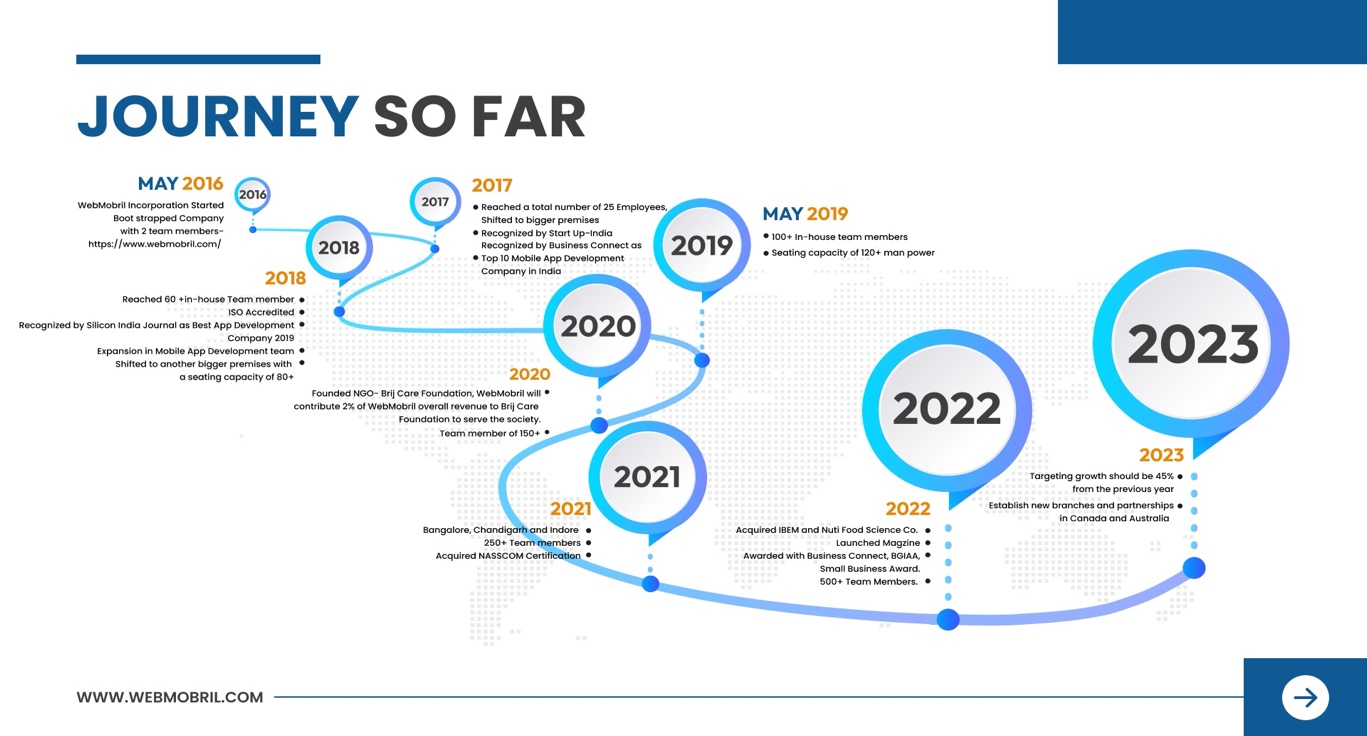 JOURNEY SO FAR
MAY 2016
WebMobril Incorporation Started
Boot strapped Company
with 2 team members-
https://www.webmobril.com/
2016
2017
2017
• Reached a total number of 25 Employees,
Shifted to bigger premises
• Recognized by Start Up-India
Recognized by Business Connect as
• Top 10 Mobile App Development
Company in India
2018
2018
Reached 60 +in-house Team member •
ISO Accredited •
Recognized by Silicon India Journal as Best App Development •
Company 2019
Expansion in Mobile App Development team •
Shifted to another bigger premises with •
a seating capacity of 80+
2019
MAY 2019
• 100+ In-house team members
• Seating capacity of 120+ man power
2020
2020
Founded NGO- Brij Care Foundation, WebMobril will •
contribute 2% of WebMobril overall revenue to Brij Care
Foundation to serve the society.
Team member of 150+ •
2021
2021
Bangalore, Chandigarh and Indore •
250+ Team members •
Acquired NASSCOM Certification •
2022
2022
Acquired IBEM and Nuti Food Science Co. •
Launched Magzine •
Awarded with Business Connect, BGIAA, •
Small Business Award.
500+ Team Members. •
2023
2023
Targeting growth should be 45% •
from the previous year
Establish new branches and partnerships •
in Canada and Australia
WWW.WEBMOBRIL.COM